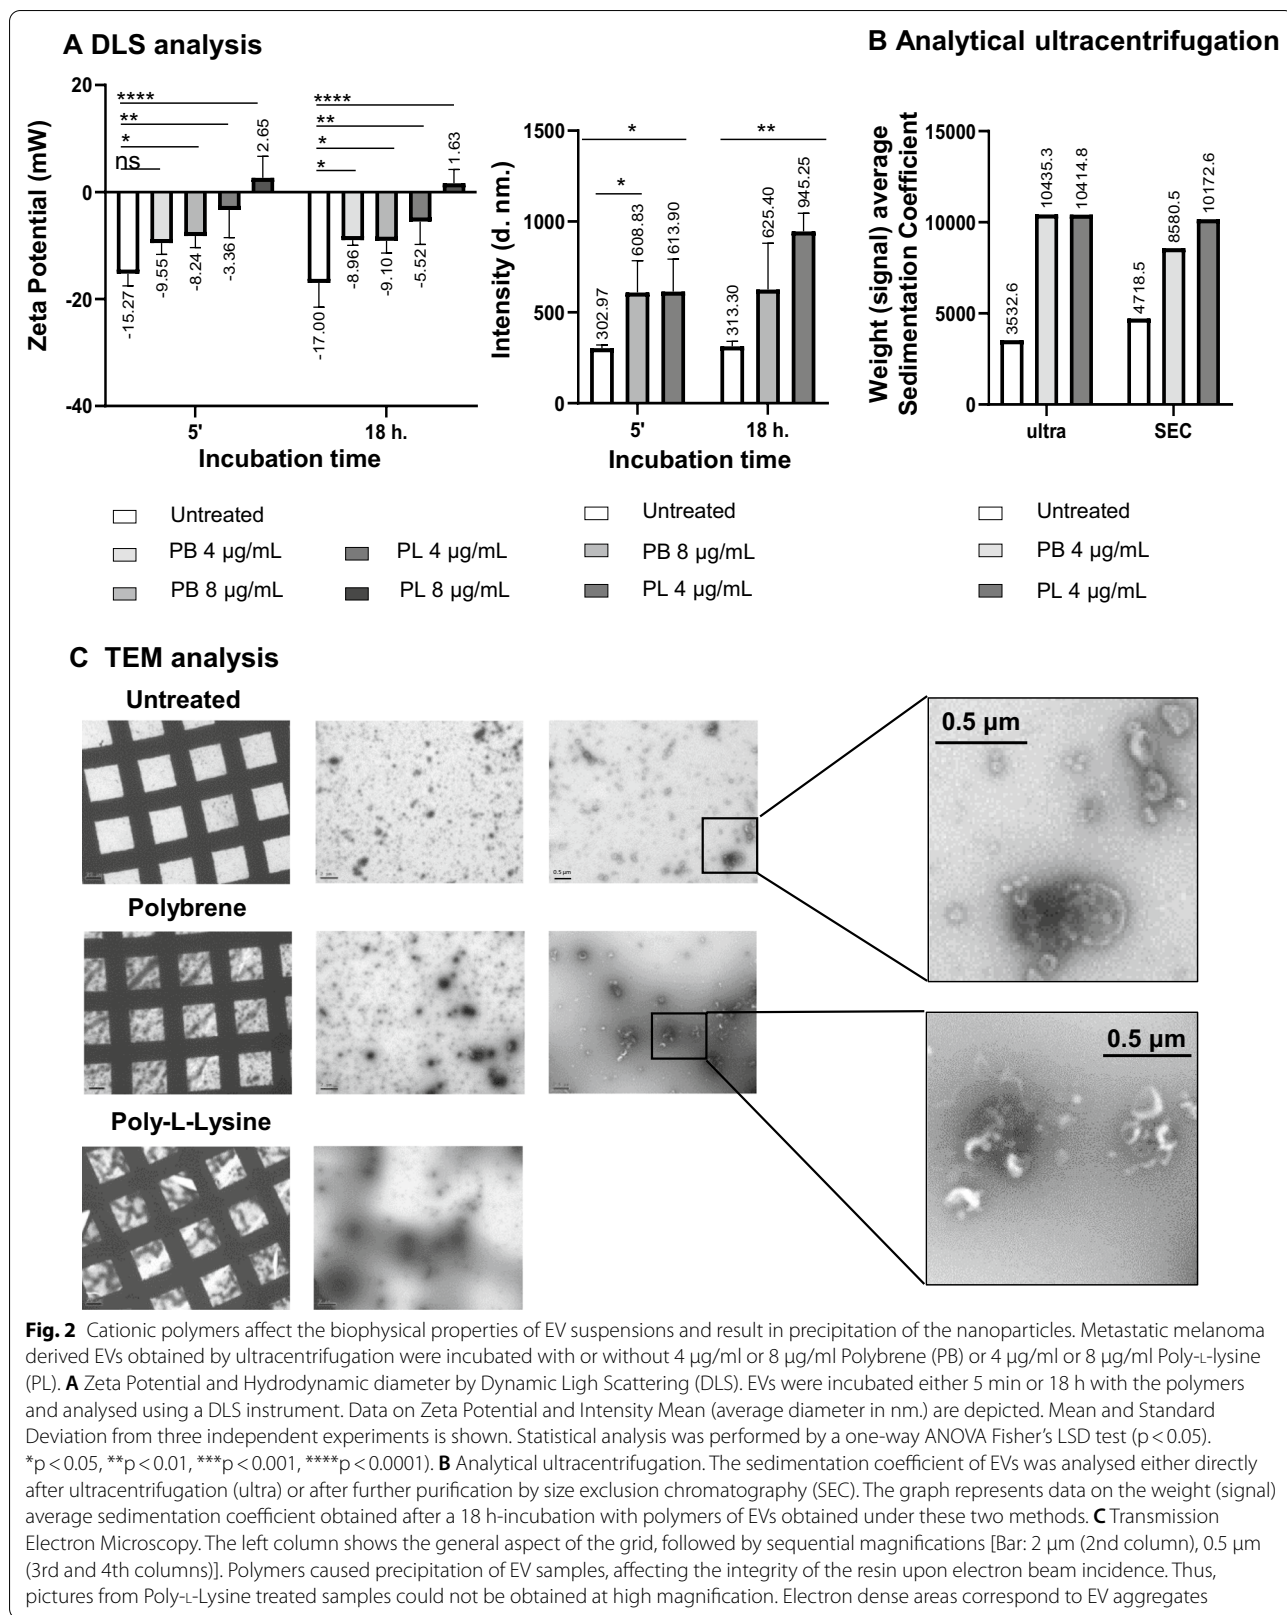 A DLS analysis
B Analytical ultracentrifugation
Zeta Potential (mW)
20
0
-20
-40
****
**
*
ns
****
**
*
*
-15.27
-9.55
-8.24
-3.36
2.65
-17.00
-8.96
-9.10
-5.52
1.63
5'
18 h.
Incubation time
Untreated
PB 4 µg/mL
PL 4 µg/mL
PB 8 µg/mL
PL 8 µg/mL
Intensity (d. nm.)
1500
1000
500
0
*
*
**
302.97
608.83
613.90
313.30
625.40
945.25
5'
18 h.
Incubation time
Untreated
PB 8 µg/mL
PL 4 µg/mL
Weight (signal) average
Sedimentation Coefficient
15000
10000
5000
0
3532.6
10435.3
10414.8
4718.5
8580.5
10172.6
ultra
SEC
Untreated
PB 4 µg/mL
PL 4 µg/mL
C TEM analysis
Untreated
0.5 µm
0.5 µm
Polybrene
0.5 µm
Poly-L-Lysine
Fig. 2 Cationic polymers affect the biophysical properties of EV suspensions and result in precipitation of the nanoparticles. Metastatic melanoma
derived EVs obtained by ultracentrifugation were incubated with or without 4 µg/ml or 8 µg/ml Polybrene (PB) or 4 µg/ml or 8 µg/ml Poly-L-lysine
(PL). A Zeta Potential and Hydrodynamic diameter by Dynamic Ligh Scattering (DLS). EVs were incubated either 5 min or 18 h with the polymers
and analysed using a DLS instrument. Data on Zeta Potential and Intensity Mean (average diameter in nm.) are depicted. Mean and Standard
Deviation from three independent experiments is shown. Statistical analysis was performed by a one-way ANOVA Fisher's LSD test (p < 0.05).
*p < 0.05, **p < 0.01, ***p < 0.001, ****p < 0.0001). B Analytical ultracentrifugation. The sedimentation coefficient of EVs was analysed either directly
after ultracentrifugation (ultra) or after further purification by size exclusion chromatography (SEC). The graph represents data on the weight (signal)
average sedimentation coefficient obtained after a 18 h-incubation with polymers of EVs obtained under these two methods. C Transmission
Electron Microscopy. The left column shows the general aspect of the grid, followed by sequential magnifications [Bar: 2 µm (2nd column), 0.5 µm
(3rd and 4th columns)]. Polymers caused precipitation of EV samples, affecting the integrity of the resin upon electron beam incidence. Thus,
pictures from Poly-L-Lysine treated samples could not be obtained at high magnification. Electron dense areas correspond to EV aggregates